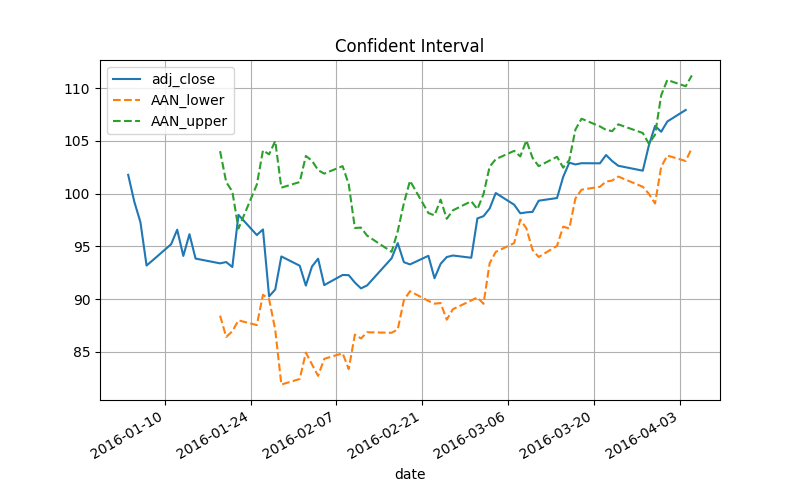 Confident Interval
adj_close
AAN_lower
AAN_upper
110
105
100
95
90
85
2016-01-10
2016-01-24
2016-02-07
2016-02-21
2016-03-06
2016-03-20
2016-04-03
date